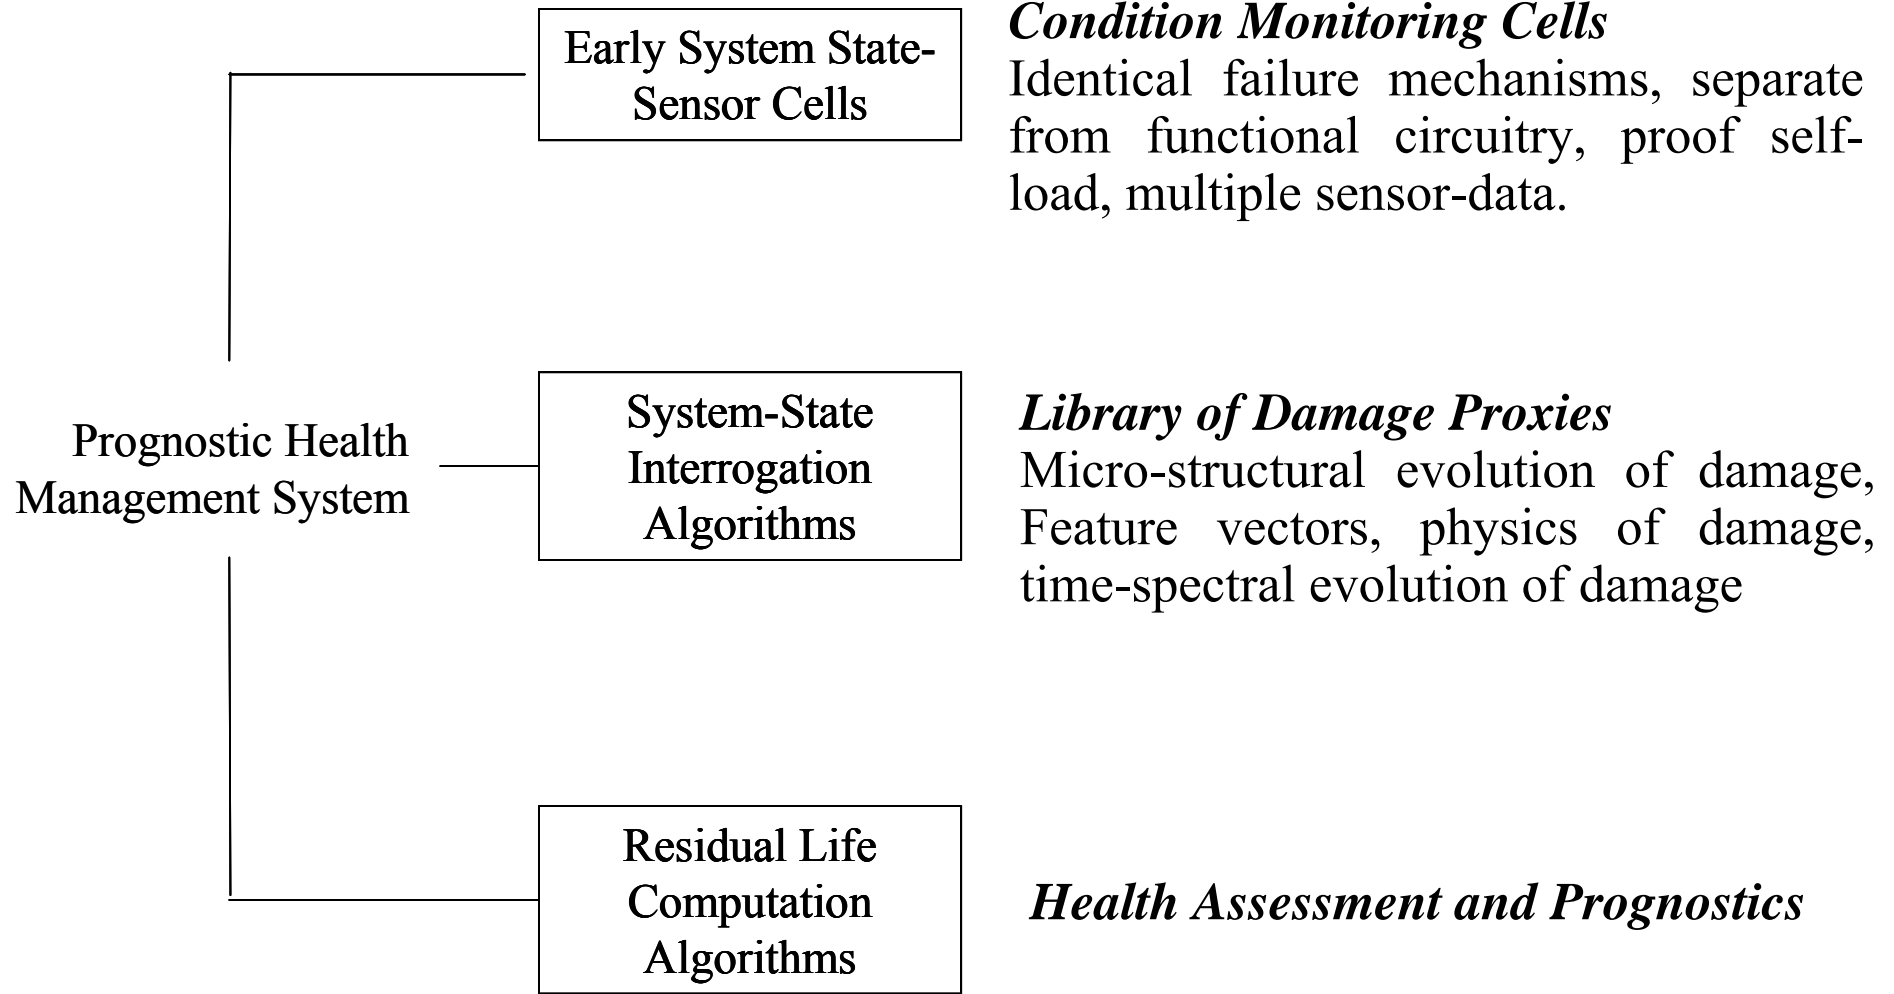 Early System State-
Sensor Cells
Condition Monitoring Cells
Identical failure mechanisms, separate
from functional circuitry, proof self-
load, multiple sensor-data.
Prognostic Health
Management System
System-State
Interrogation
Algorithms
Library of Damage Proxies
Micro-structural evolution of damage,
Feature vectors, physics of damage,
time-spectral evolution of damage
Residual Life
Computation
Algorithms
Health Assessment and Prognostics